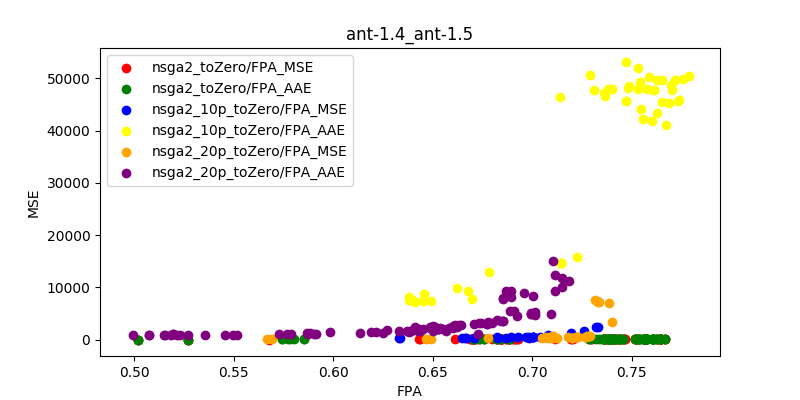 ant-1.4_ant-1.5
nsga2_toZero/FPA_MSE
nsga2_toZero/FPA_AAE
nsga2_10p_toZero/FPA_MSE
nsga2_10p_toZero/FPA_AAE
nsga2_20p_toZero/FPA_MSE
nsga2_20p_toZero/FPA_AAE
50000
40000
30000
20000
10000
0
MSE
0.50 0.55 0.60 0.65 0.70 0.75
FPA